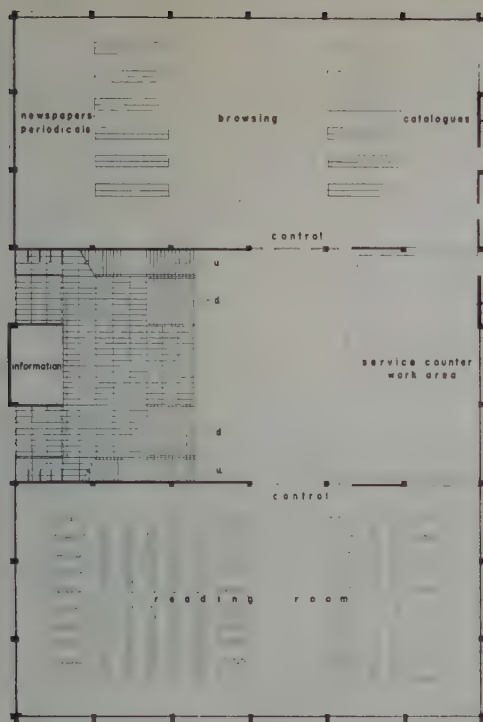 newspapers-
periodicals
browsing
catalogues
control
u
d
information
service counter
work area
d
u
control
reading room